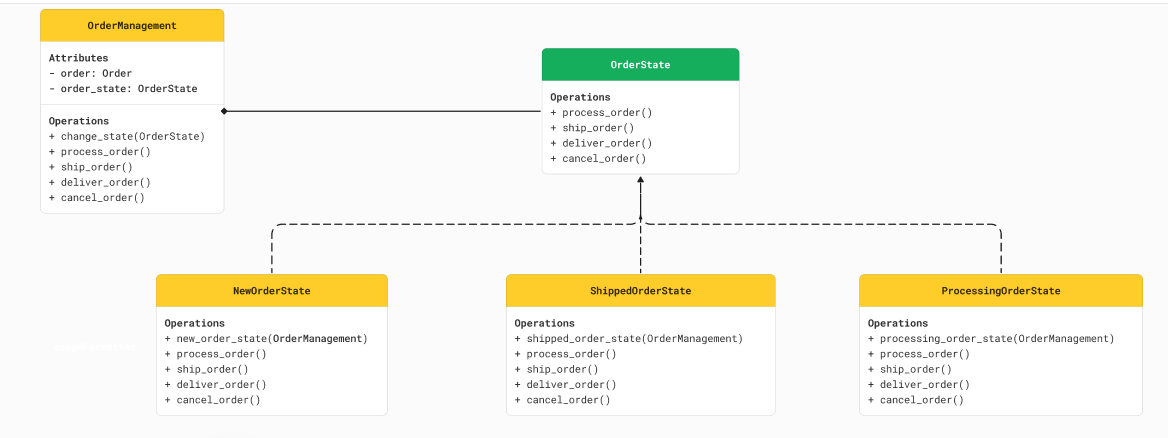 OrderManagement
Attributes
- order: Order
- order_state: OrderState
Operations
+ change_state(OrderState)
+ process_order()
+ ship_order()
+ deliver_order()
+ cancel_order()
OrderState
Operations
+ process_order()
+ ship_order()
+ deliver_order()
+ cancel_order()
NewOrderState
Operations
+ new_order_state(OrderManagement)
+ process_order()
+ ship_order()
+ deliver_order()
+ cancel_order()
ShippedOrderState
Operations
+ shipped_order_state(OrderManagement)
+ process_order()
+ ship_order()
+ deliver_order()
+ cancel_order()
ProcessingOrderState
Operations
+ processing_order_state(OrderManagement)
+ process_order()
+ ship_order()
+ deliver_order()
+ cancel_order()